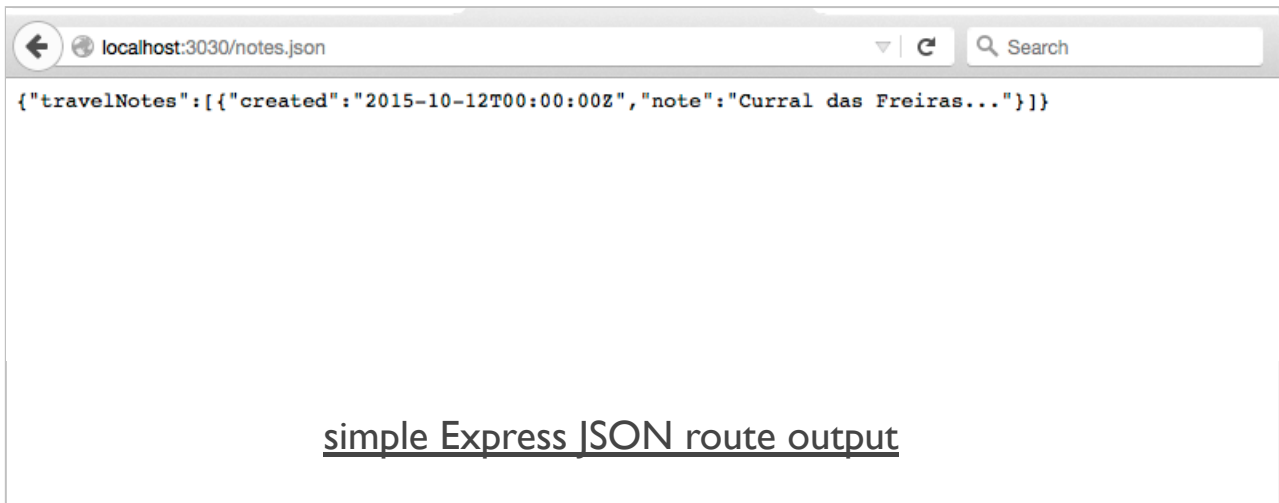 localhost:3030/notes.json
Search
{"travelNotes":[{"created":"2015-10-12T00:00:00Z","note":"Curral das Freiras..."}]}
simple Express JSON route output